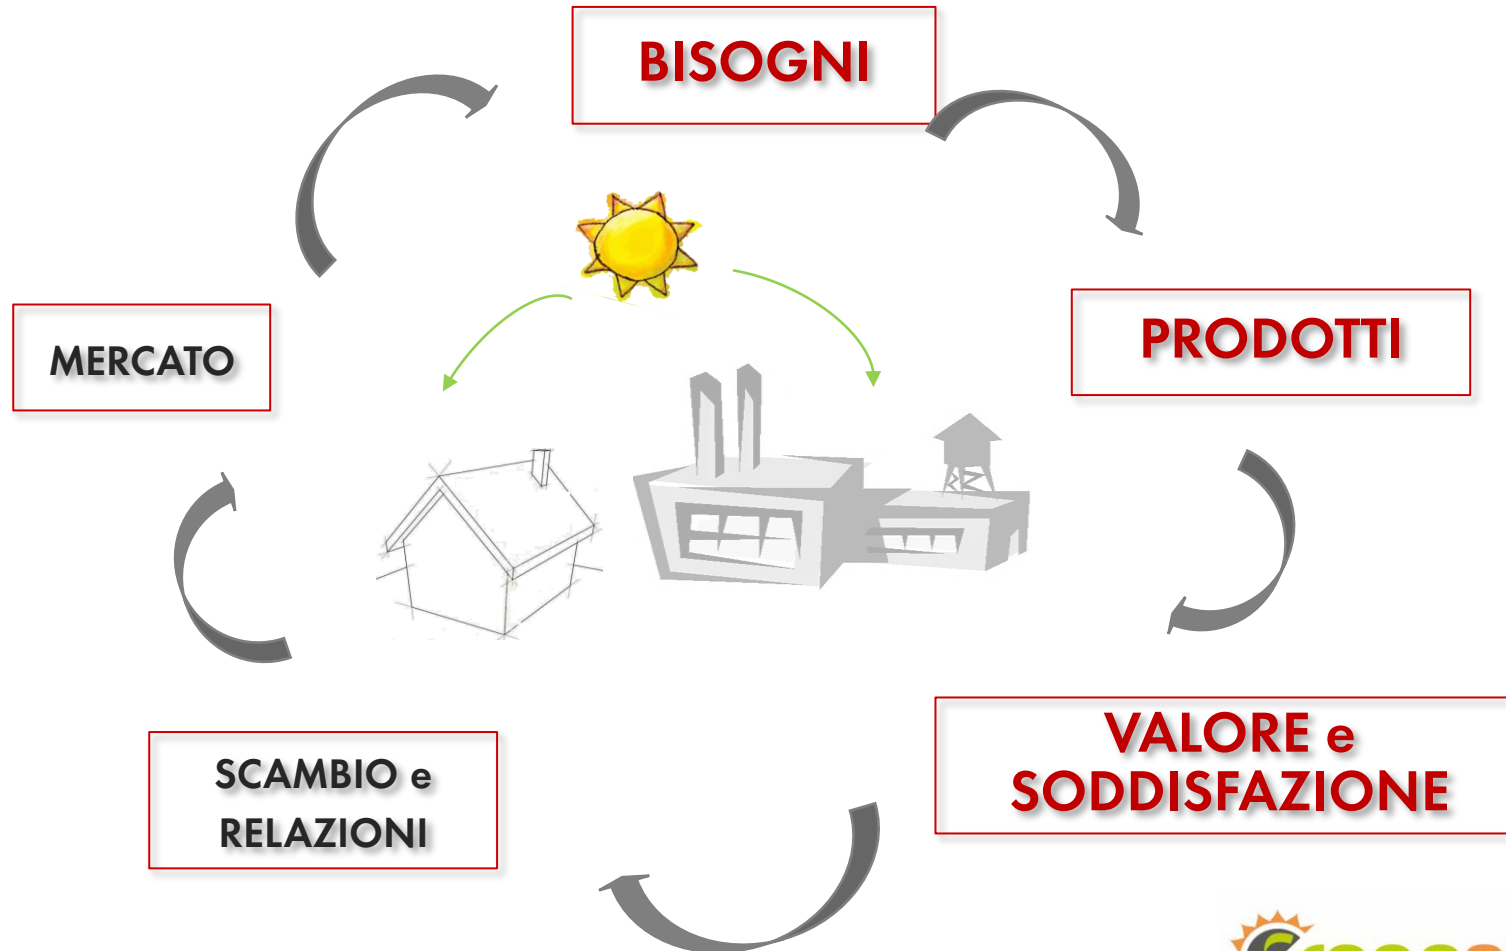 BISOGNI
PRODOTTI
MERCATO
VALORE e
SODDISFAZIONE
SCAMBIO e
RELAZIONI